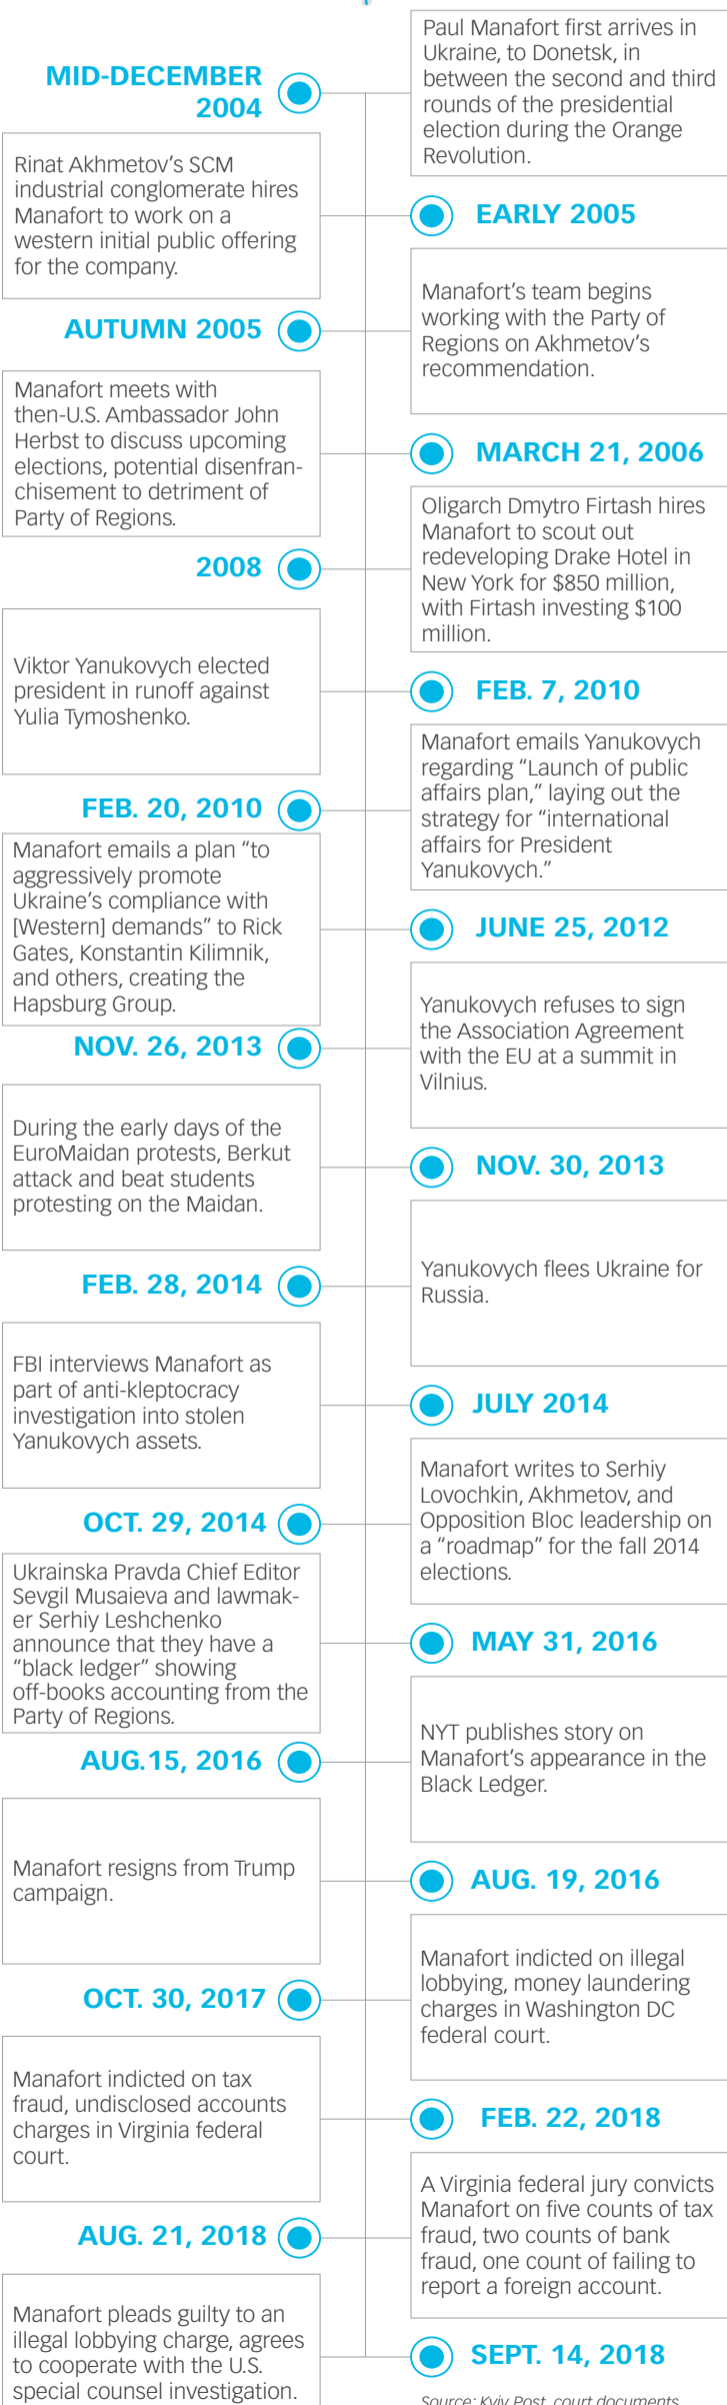 MID-DECEMBER
2004
Paul Manafort first arrives in
Ukraine, to Donetsk, in
between the second and third
rounds of the presidential
election during the Orange
Revolution.
EARLY 2005
Rinat Akhmetov's SCM
industrial conglomerate hires
Manafort to work on a
western initial public offering
for the company.
AUTUMN 2005
Manafort's team begins
working with the Party of
Regions on Akhmetov's
recommendation.
MARCH 21, 2006
Manafort meets with
then-U.S. Ambassador John
Herbst to discuss upcoming
elections, potential disenfran-
chisement to detriment of
Party of Regions.
2008
Oligarch Dmytro Firtash hires
Manafort to scout out
redeveloping Drake Hotel in
New York for $850 million,
with Firtash investing $100
million.
FEB. 7, 2010
Viktor Yanukovych elected
president in runoff against
Yulia Tymoshenko.
FEB. 20, 2010
Manafort emails Yanukovych
regarding “Launch of public
affairs plan,” laying out the
strategy for “international
affairs for President
Yanukovych.”
JUNE 25, 2012
Manafort emails a plan “to
aggressively promote
Ukraine's compliance with
[Western] demands” to Rick
Gates, Konstantin Kilimnik,
and others, creating the
Hapsburg Group.
NOV. 26, 2013
Yanukovych refuses to sign
the Association Agreement
with the EU at a summit in
Vilnius.
NOV. 30, 2013
During the early days of the
EuroMaidan protests, Berkut
attack and beat students
protesting on the Maidan.
FEB. 28, 2014
Yanukovych flees Ukraine for
Russia.
JULY 2014
FBI interviews Manafort as
part of anti-kleptocracy
investigation into stolen
Yanukovych assets.
OCT. 29, 2014
Manafort writes to Serhiy
Lovochkin, Akhmetov, and
Opposition Bloc leadership on
a “roadmap” for the fall 2014
elections.
MAY 31, 2016
Ukrainska Pravda Chief Editor
Sevgil Musaieva and lawmak-
er Serhiy Leshchenko
announce that they have a
“black ledger” showing
off-books accounting from the
Party of Regions.
AUG.15, 2016
NYT publishes story on
Manafort's appearance in the
Black Ledger.
AUG. 19, 2016
Manafort resigns from Trump
campaign.
OCT. 30, 2017
Manafort indicted on illegal
lobbying, money laundering
charges in Washington DC
federal court.
FEB. 22, 2018
Manafort indicted on tax
fraud, undisclosed accounts
charges in Virginia federal
court.
AUG. 21, 2018
A Virginia federal jury convicts
Manafort on five counts of tax
fraud, two counts of bank
fraud, one count of failing to
report a foreign account.
SEPT. 14, 2018
Manafort pleads guilty to an
illegal lobbying charge, agrees
to cooperate with the U.S.
special counsel investigation.
Source: Kyiv Post, court documents